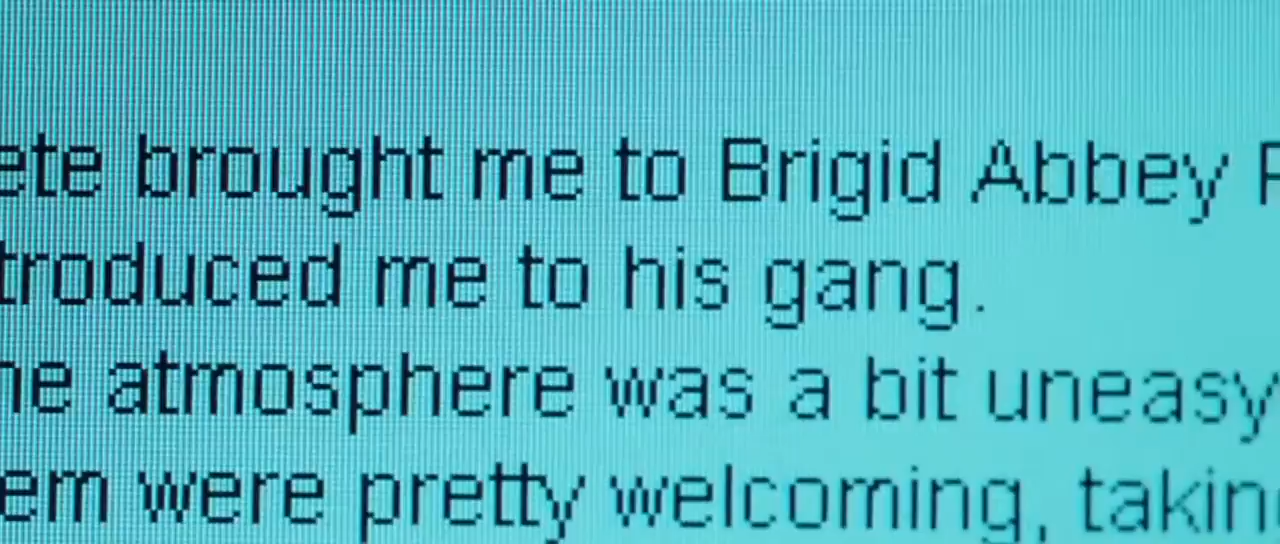 ete brought me to Brigid Abbey P
troduced me to his gang.
he atmosphere was a bit uneasy
em were pretty welcoming, taking